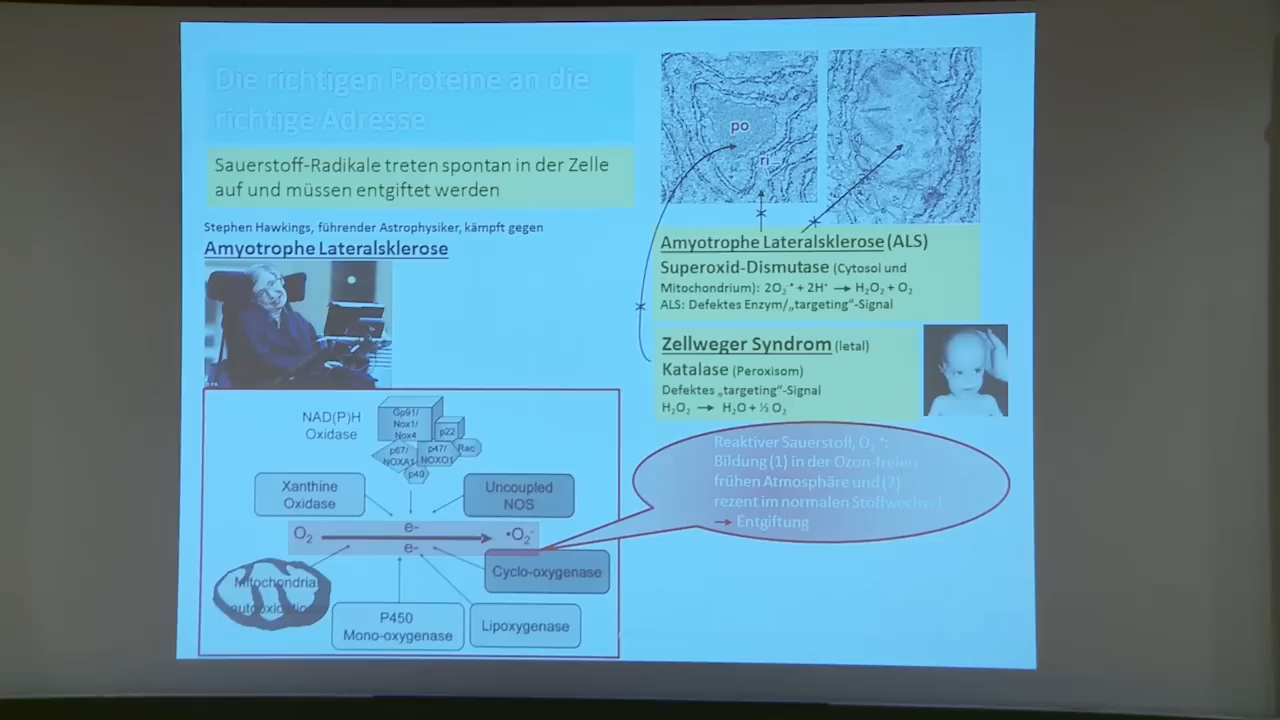 Die richtigen Proteine an die
richtige Adresse
Sauerstoff-Radikale treten spontan in der Zelle
auf und müssen entgiftet werden
Stephen Hawkings, führender Astrophysiker, kämpft gegen
Amyotrophe Lateralsklerose
po
ri
Amyotrophe Lateralsklerose (ALS)
Superoxid-Dismutase (Cytosol und
Mitochondrium): 2O₂⁻• + 2H⁺ → H₂O₂ + O₂
ALS: Defektes Enzym/„targeting“-Signal
Zellweger Syndrom (letal)
Katalase (Peroxisom)
Defektes „targeting“-Signal
H₂O₂ → H₂O + ½ O₂
NAD(P)H
Oxidase
Gp91/
Nox1/
Nox4
p22
p67/
NOXA1
p47/
NOXO1
Rac
p40
Xanthine
Oxidase
Uncoupled
NOS
O₂
e-
e-
•O₂⁻
Mitochondrial
autoxidation
Cyclo-oxygenase
P450
Mono-oxygenase
Lipoxygenase
Reaktiver Sauerstoff, O₂⁻•:
Bildung (1) in der Ozon-freien
frühen Atmosphäre und (2)
rezent im normalen Stoffwechsel
→ Entgiftung